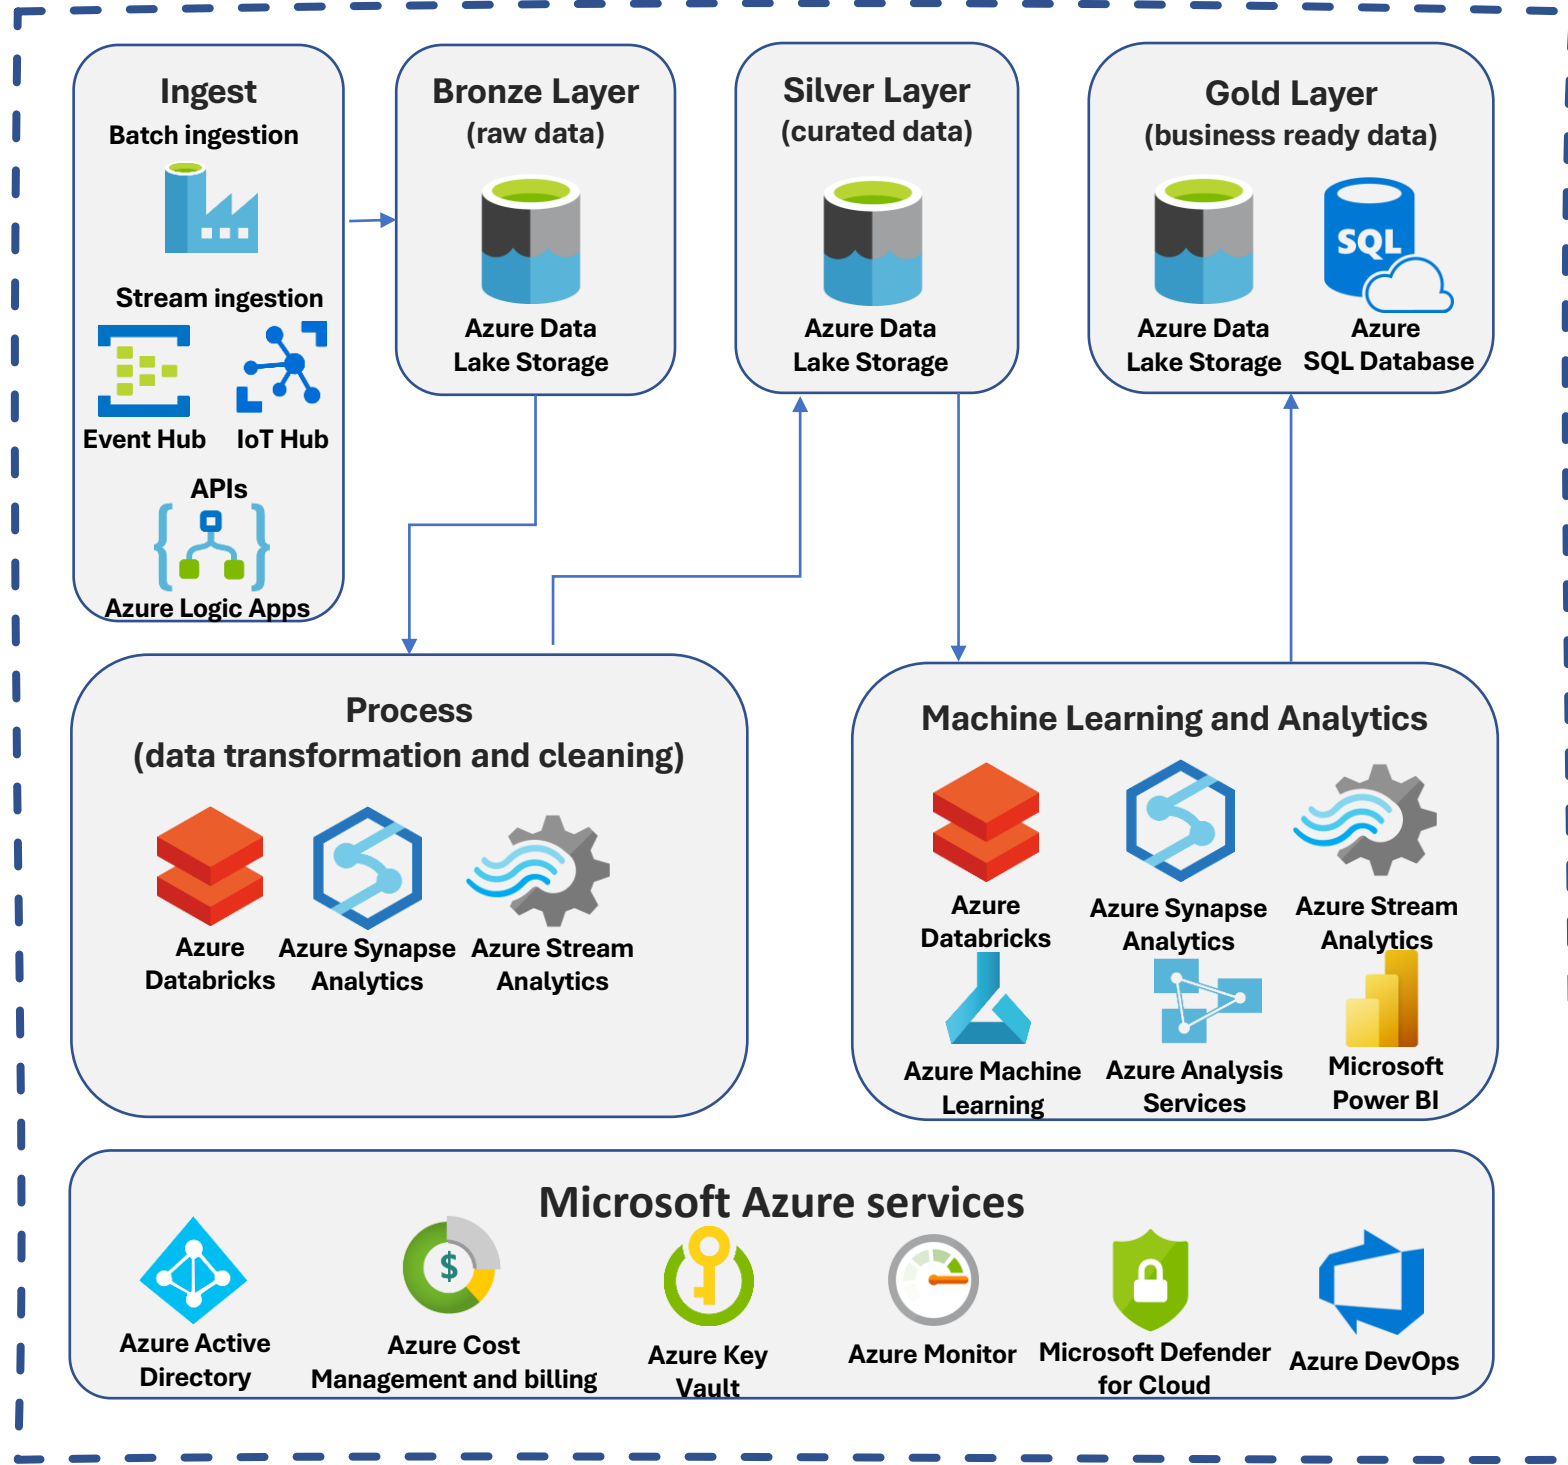 Ingest
Batch ingestion
Stream ingestion
Event Hub
IoT Hub
APIs
Azure Logic Apps
Bronze Layer
(raw data)
Azure Data
Lake Storage
Silver Layer
(curated data)
Azure Data
Lake Storage
Gold Layer
(business ready data)
SQL
Azure Data
Lake Storage
Azure
SQL Database
Process
(data transformation and cleaning)
Azure
Databricks
Azure Synapse
Analytics
Azure Stream
Analytics
Machine Learning and Analytics
Azure
Databricks
Azure Synapse
Analytics
Azure Stream
Analytics
Azure Machine
Learning
Azure Analysis
Services
Microsoft
Power BI
Microsoft Azure services
$
Azure Active
Directory
Azure Cost
Management and billing
Azure Key
Vault
Azure Monitor
Microsoft Defender
for Cloud
Azure DevOps